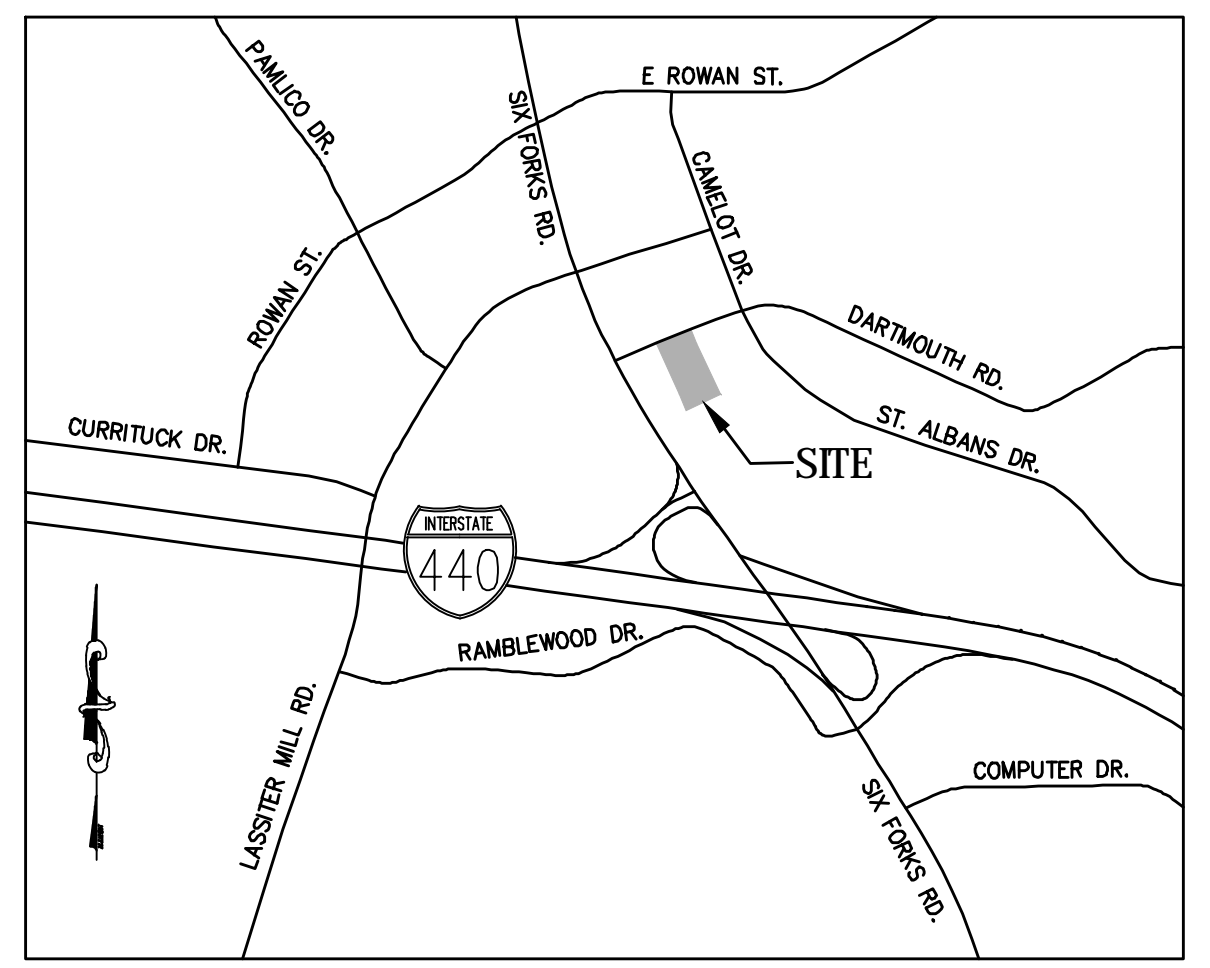 PAMLICO DR.
E ROWAN ST.
SIX FORKS RD.
CAMELOT DR.
ROWAN ST.
DARTMOUTH RD.
CURRITUCK DR.
ST. ALBANS DR.
SITE
INTERSTATE
440
RAMBLEWOOD DR.
LASSITER MILL RD.
COMPUTER DR.
SIX FORKS RD.